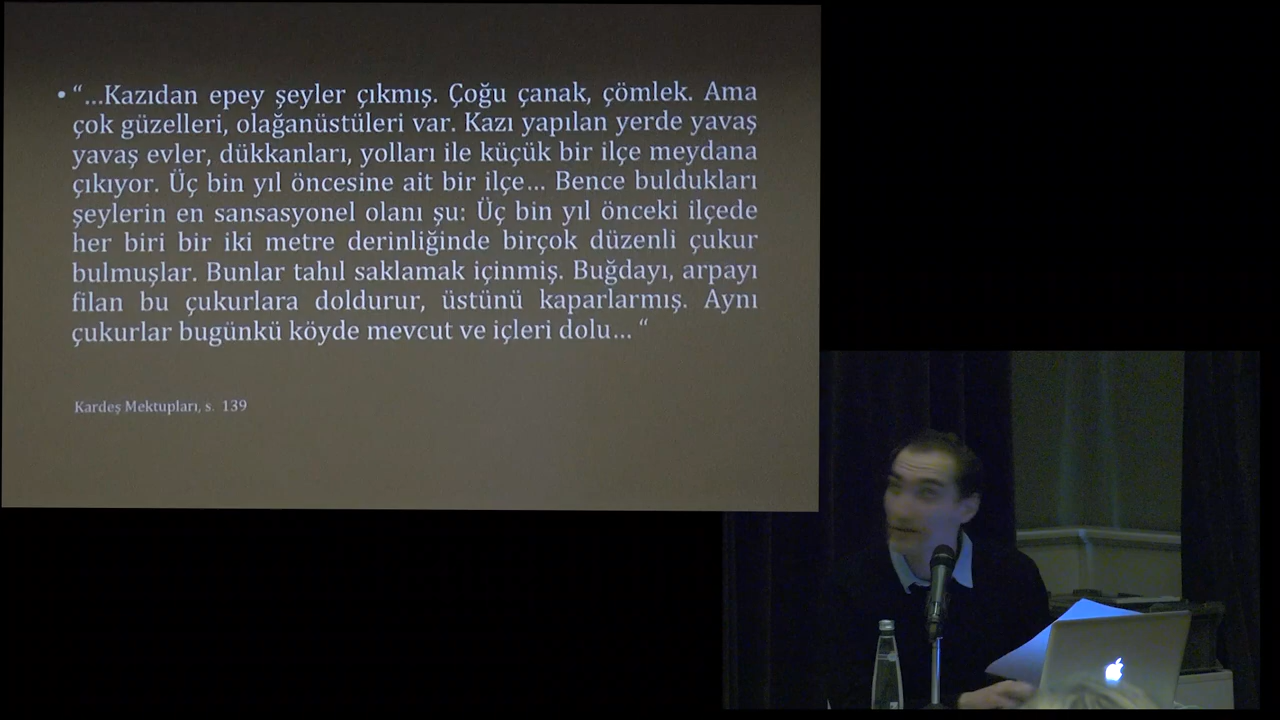 • “...Kazıdan epey şeyler çıkmış. Çoğu çanak, çömlek. Ama
çok güzelleri, olağanüstüleri var. Kazı yapılan yerde yavaş
yavaş evler, dükkanları, yolları ile küçük bir ilçe meydana
çıkıyor. Üç bin yıl öncesine ait bir ilçe... Bence buldukları
şeylerin en sansasyonel olanı şu: Üç bin yıl önceki ilçede
her biri bir iki metre derinliğinde birçok düzenli çukur
bulmuşlar. Bunlar tahıl saklamak içinmiş. Buğdayı, arpayı
filan bu çukurlara doldurur, üstünü kaparlarmış. Aynı
çukurlar bugünkü köyde mevcut ve içleri dolu... “
Kardeş Mektupları, s. 139